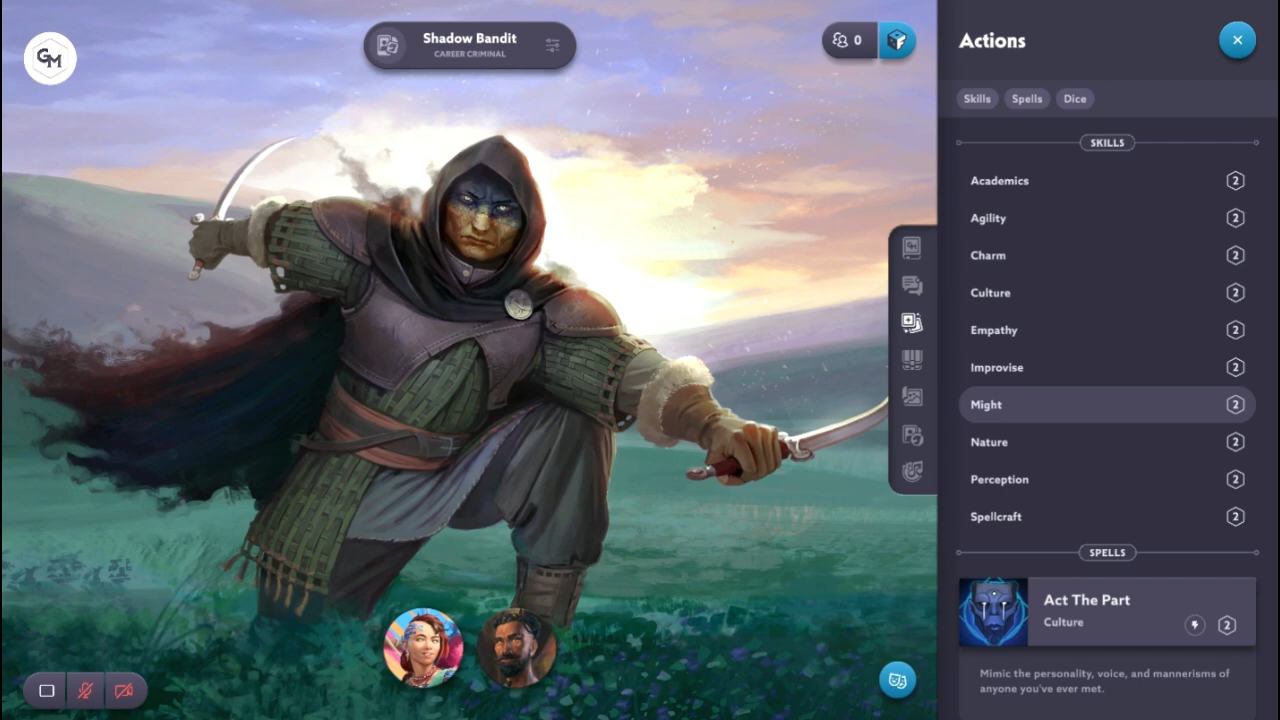 GM
Shadow Bandit
CAREER CRIMINAL
0
Actions
Skills
Spells
Dice
SKILLS
Academics 2
Agility 2
Charm 2
Culture 2
Empathy 2
Improvise 2
Might 2
Nature 2
Perception 2
Spellcraft 2
SPELLS
Act The Part
Culture 2
Mimic the personality, voice, and mannerisms of
anyone you've ever met.